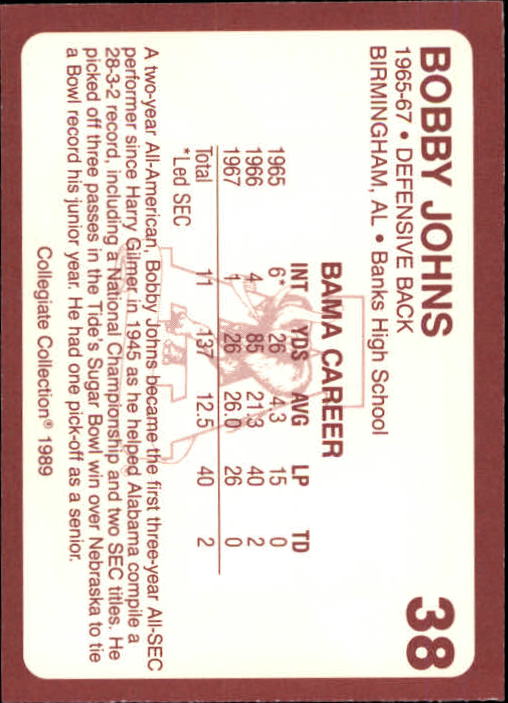 BOBBY JOHNS 38
1965-67 • DEFENSIVE BACK
BIRMINGHAM, AL • Banks High School
BAMA CAREER
INT YDS AVG LP TD
1965 6* 26 4.3 15 0
1966 4 85 21.3 40 2
1967 1 26 26.0 26 0
Total 11 137 12.5 40 2
*Led SEC
A two-year All-American, Bobby Johns became the first three-year All-SEC
performer since Harry Gilmer in 1945 as he helped Alabama compile a
28-3-2 record, including a National Championship and two SEC titles. He
picked off three passes in the Tide's Sugar Bowl win over Nebraska to tie
a Bowl record his junior year. He had one pick-off as a senior.
Collegiate Collection® 1989